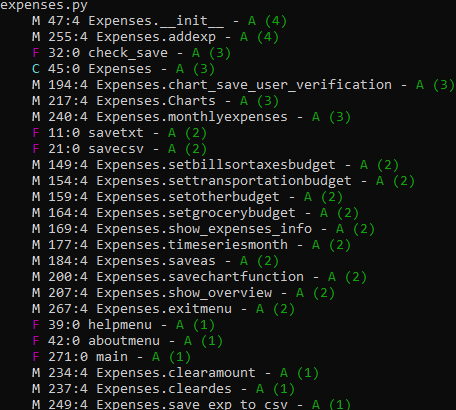 expenses.py
M 47:4 Expenses.__init__ - A (4)
M 255:4 Expenses.addexp - A (4)
F 32:0 check_save - A (3)
C 45:0 Expenses - A (3)
M 194:4 Expenses.chart_save_user_verification - A (3)
M 217:4 Expenses.Charts - A (3)
M 240:4 Expenses.monthlyexpenses - A (3)
F 11:0 savetxt - A (2)
F 21:0 savecsv - A (2)
M 149:4 Expenses.setbillsortaxesbudget - A (2)
M 154:4 Expenses.settransportationbudget - A (2)
M 159:4 Expenses.setotherbudget - A (2)
M 164:4 Expenses.setgrocerybudget - A (2)
M 169:4 Expenses.show_expenses_info - A (2)
M 177:4 Expenses.timeseriesmonth - A (2)
M 184:4 Expenses.saveas - A (2)
M 200:4 Expenses.savechartfunction - A (2)
M 207:4 Expenses.show_overview - A (2)
M 267:4 Expenses.exitmenu - A (2)
F 39:0 helpmenu - A (1)
F 42:0 aboutmenu - A (1)
F 271:0 main - A (1)
M 234:4 Expenses.clearamount - A (1)
M 237:4 Expenses.cleardes - A (1)
M 249:4 Expenses.save_exp_to_csv - A (1)